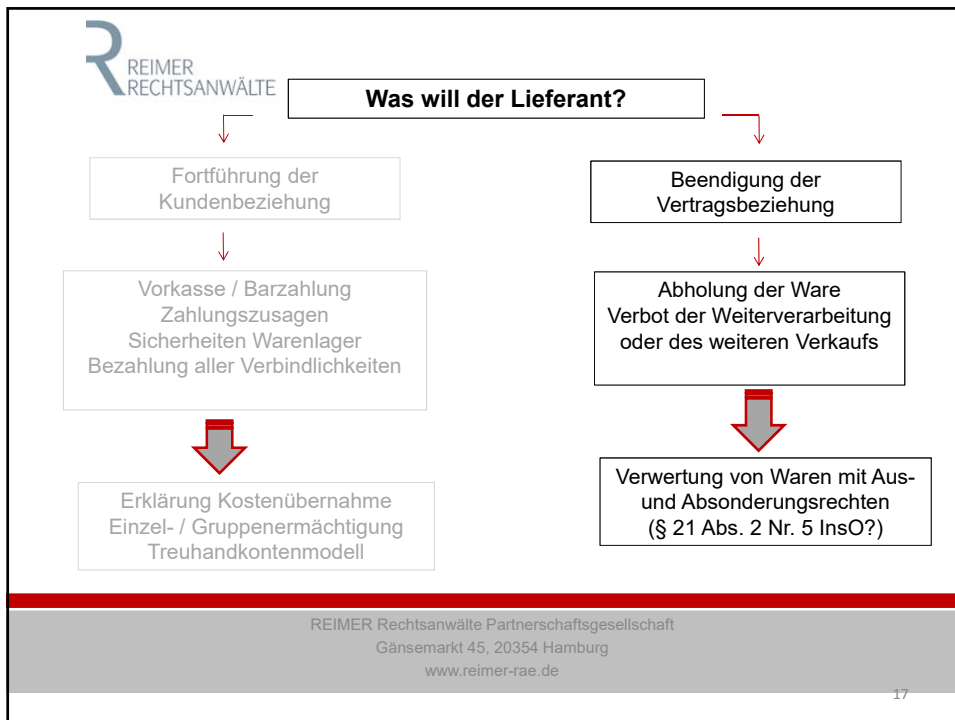 REIMER
RECHTSANWÄLTE
Was will der Lieferant?
Fortführung der
Kundenbeziehung
Vorkasse / Barzahlung
Zahlungszusagen
Sicherheiten Warenlager
Bezahlung aller Verbindlichkeiten
Erklärung Kostenübernahme
Einzel- / Gruppenermächtigung
Treuhandkontenmodell
Beendigung der
Vertragsbeziehung
Abholung der Ware
Verbot der Weiterverarbeitung
oder des weiteren Verkaufs
Verwertung von Waren mit Aus-
und Absonderungsrechten
(§ 21 Abs. 2 Nr. 5 InsO?)
REIMER Rechtsanwälte Partnerschaftsgesellschaft
Gänsemarkt 45, 20354 Hamburg
www.reimer-rae.de
17